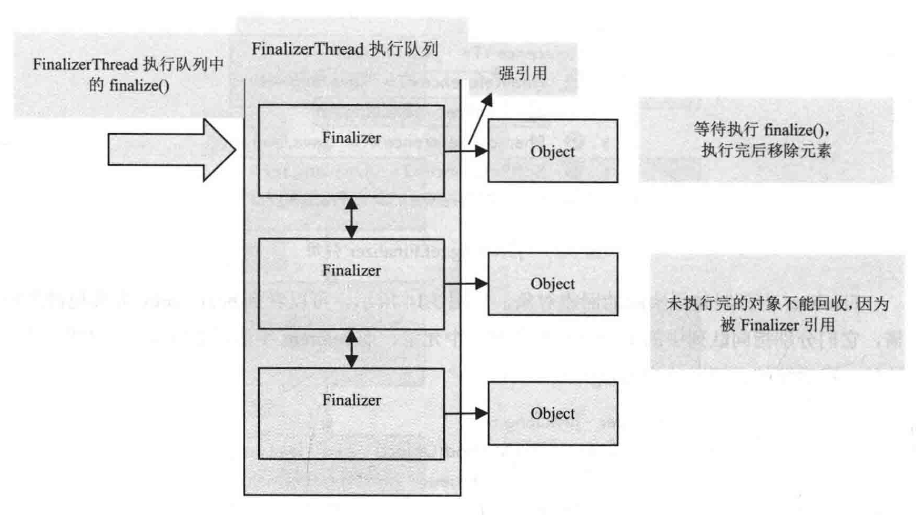 FinalizerThread 执行队列
FinalizerThread 执行队列中
的 finalize()
强引用
Finalizer
Object
等待执行 finalize(),
执行完后移除元素
Finalizer
Object
未执行完的对象不能回收,因为
被 Finalizer 引用
Finalizer
Object